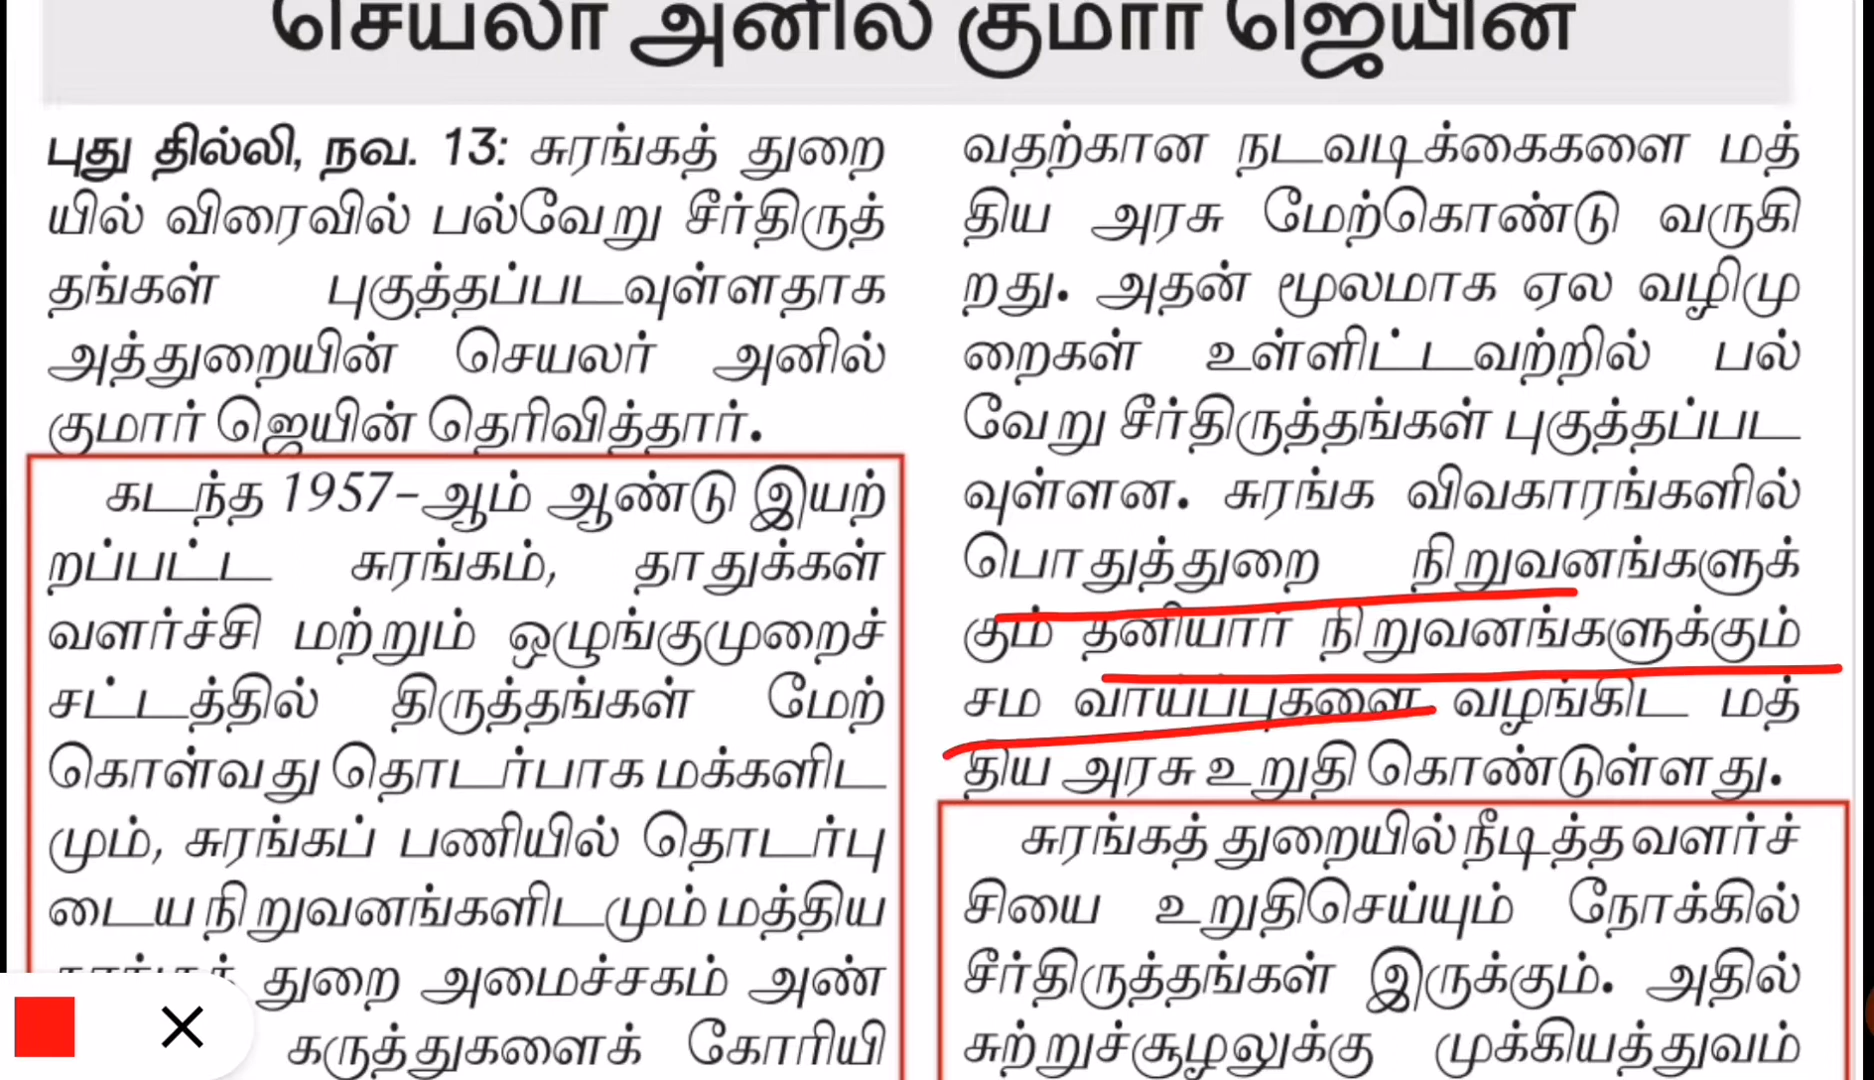 செயலர் அனில் குமார் ஜெயின்
புது தில்லி, நவ. 13: சுரங்கத் துறை
யில் விரைவில் பல்வேறு சீர்திருத்
தங்கள் புகுத்தப்படவுள்ளதாக
அத்துறையின் செயலர் அனில்
குமார் ஜெயின் தெரிவித்தார்.
கடந்த 1957-ஆம் ஆண்டு இயற்
றப்பட்ட சுரங்கம், தாதுக்கள்
வளர்ச்சி மற்றும் ஒழுங்குமுறைச்
சட்டத்தில் திருத்தங்கள் மேற்
கொள்வது தொடர்பாக மக்களிட
மும், சுரங்கப் பணியில் தொடர்பு
டைய நிறுவனங்களிடமும் மத்திய
துறை அமைச்சகம் அண்
கருத்துகளைக் கோரியி
வதற்கான நடவடிக்கைகளை மத்
திய அரசு மேற்கொண்டு வருகி
றது. அதன் மூலமாக ஏல வழிமு
றைகள் உள்ளிட்டவற்றில் பல்
வேறு சீர்திருத்தங்கள் புகுத்தப்பட
வுள்ளன. சுரங்க விவகாரங்களில்
பொதுத்துறை நிறுவனங்களுக்
கும் தனியார் நிறுவனங்களுக்கும்
சம வாய்ப்புகளை வழங்கிட மத்
திய அரசு உறுதி கொண்டுள்ளது.
சுரங்கத் துறையில் நீடித்த வளர்ச்
சியை உறுதிசெய்யும் நோக்கில்
சீர்திருத்தங்கள் இருக்கும். அதில்
சுற்றுச்சூழலுக்கு முக்கியத்துவம்